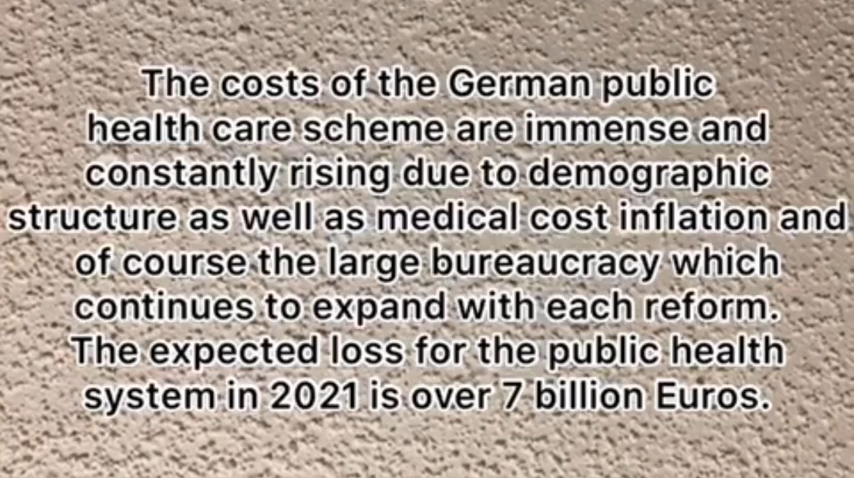 The costs of the German public
health care scheme are immense and
constantly rising due to demographic
structure as well as medical cost inflation and
of course the large bureaucracy which
continues to expand with each reform.
The expected loss for the public health
system in 2021 is over 7 billion Euros.